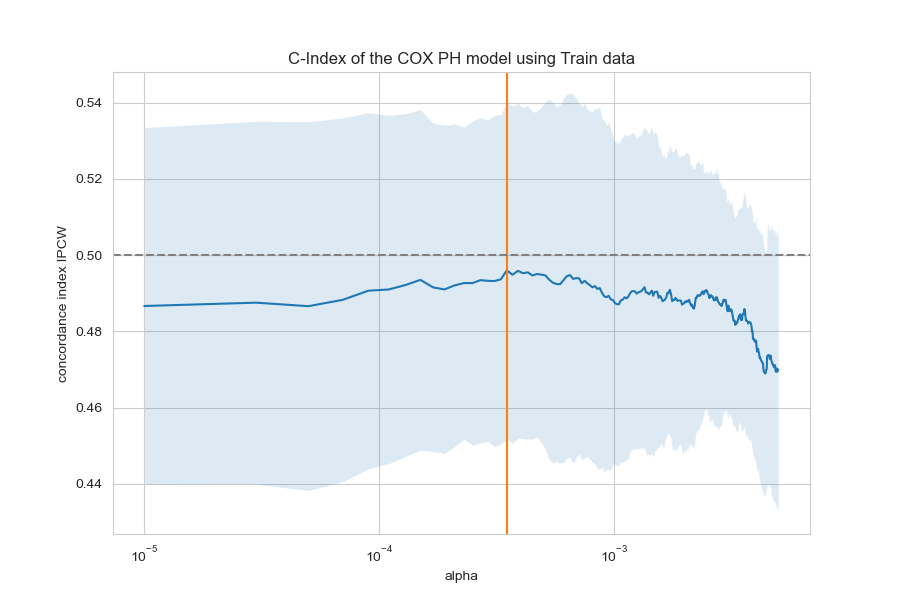 C-Index of the COX PH model using Train data
0.54
0.52
0.50
0.48
0.46
0.44
concordance index IPCW
10⁻⁵ 10⁻⁴ 10⁻³
alpha